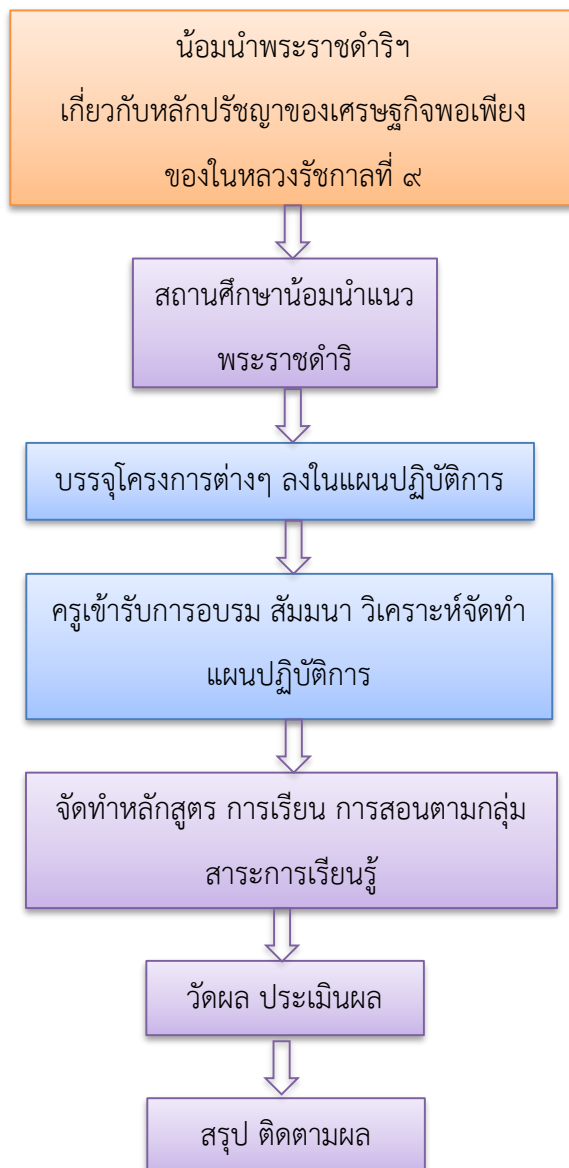 น้อมนำพระราชดำริฯ
เกี่ยวกับหลักปรัชญาของเศรษฐกิจพอเพียง
ของในหลวงรัชกาลที่ ๙
สถานศึกษาน้อมนำแนว
พระราชดำริ
บรรจุโครงการต่างๆ ลงในแผนปฏิบัติการ
ครูเข้ารับการอบรม สัมมนา วิเคราะห์จัดทำ
แผนปฏิบัติการ
จัดทำหลักสูตร การเรียน การสอนตามกลุ่ม
สาระการเรียนรู้
วัดผล ประเมินผล
สรุป ติดตามผล